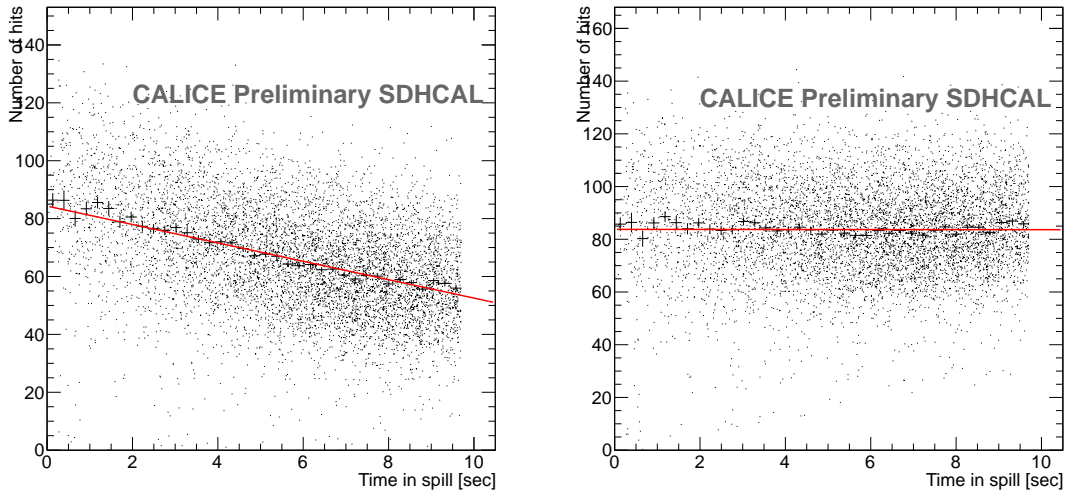 Number of hits
140
120
100
80
60
40
20
0
CALICE Preliminary SDHCAL
0 2 4 6 8 10
Time in spill [sec]
Number of hits
160
140
120
100
80
60
40
20
0
CALICE Preliminary SDHCAL
0 2 4 6 8 10
Time in spill [sec]